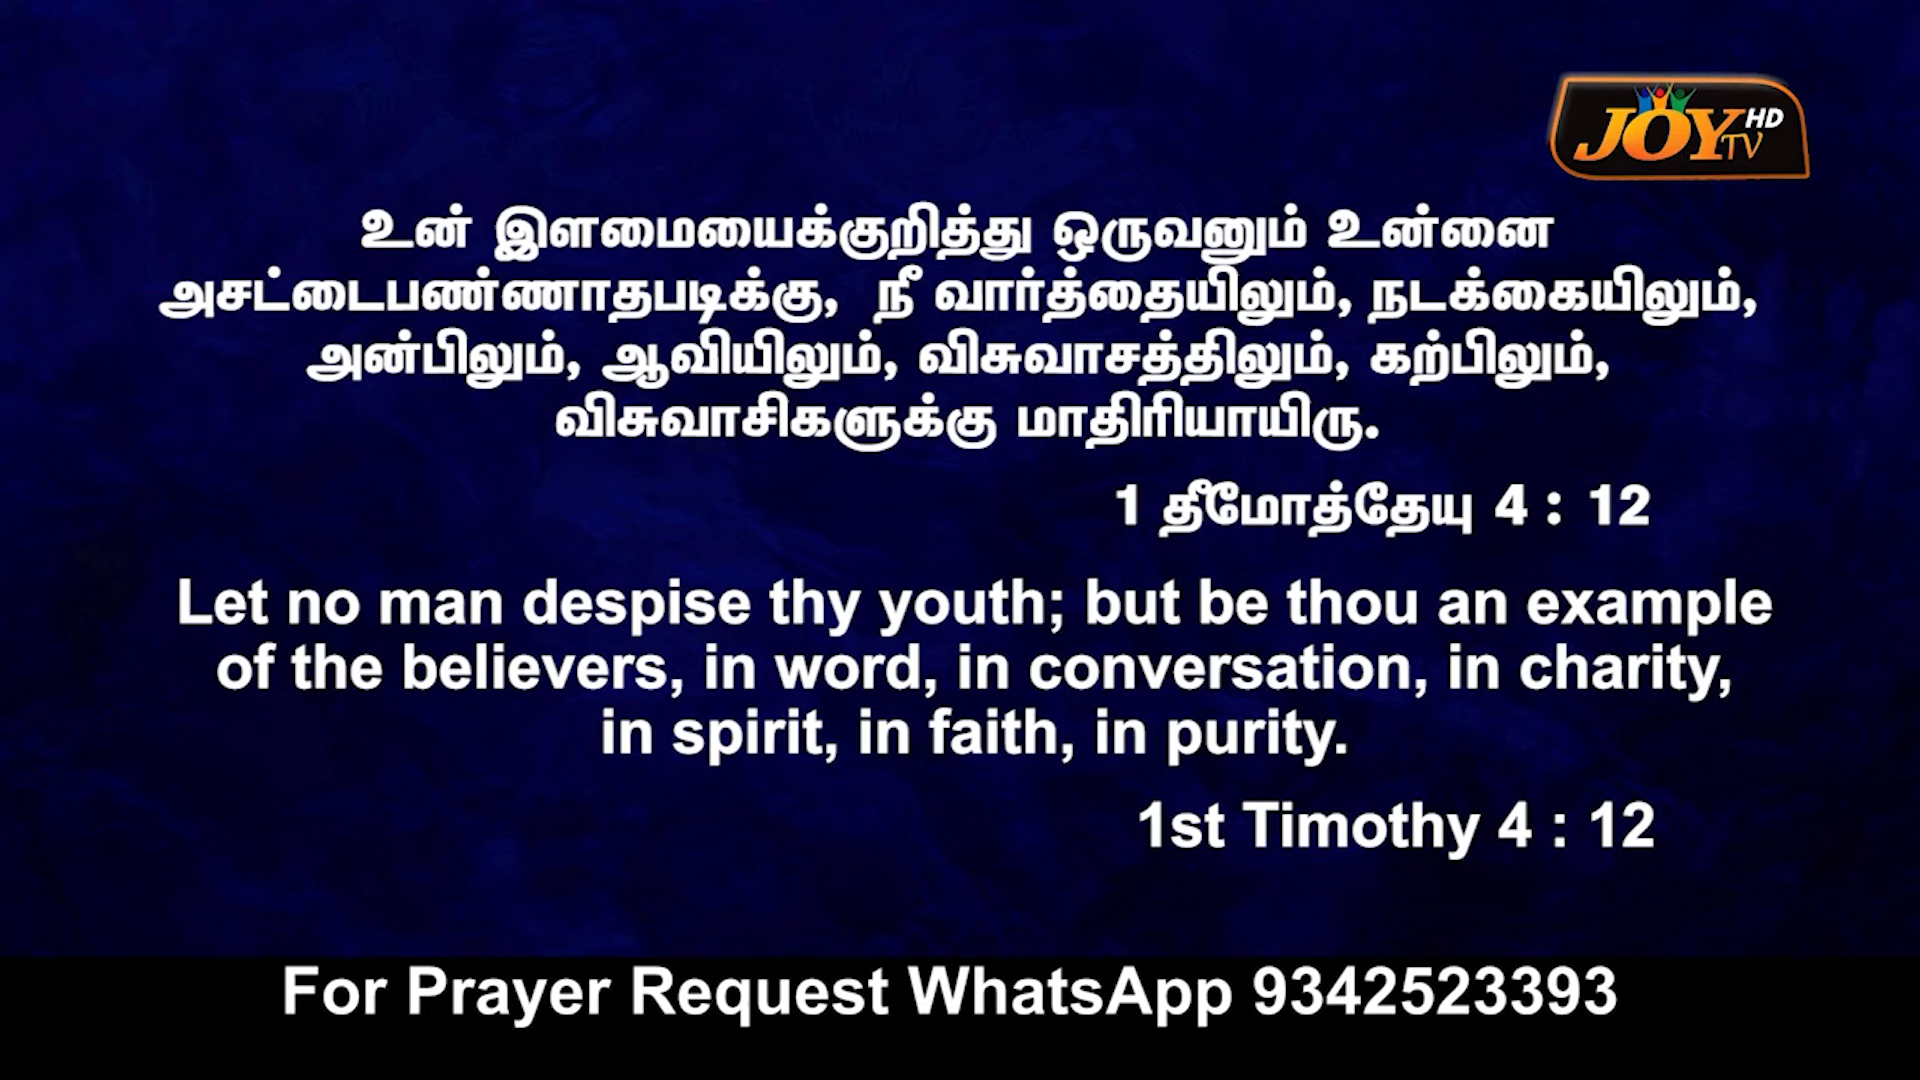 JOY TV HD
உன் இளமையைக்குறித்து ஒருவனும் உன்னை
அசட்டைபண்ணாதபடிக்கு, நீ வார்த்தையிலும், நடக்கையிலும்,
அன்பிலும், ஆவியிலும், விசுவாசத்திலும், கற்பிலும்,
விசுவாசிகளுக்கு மாதிரியாயிரு.
1 தீமோத்தேயு 4 : 12
Let no man despise thy youth; but be thou an example
of the believers, in word, in conversation, in charity,
in spirit, in faith, in purity.
1st Timothy 4 : 12
For Prayer Request WhatsApp 9342523393